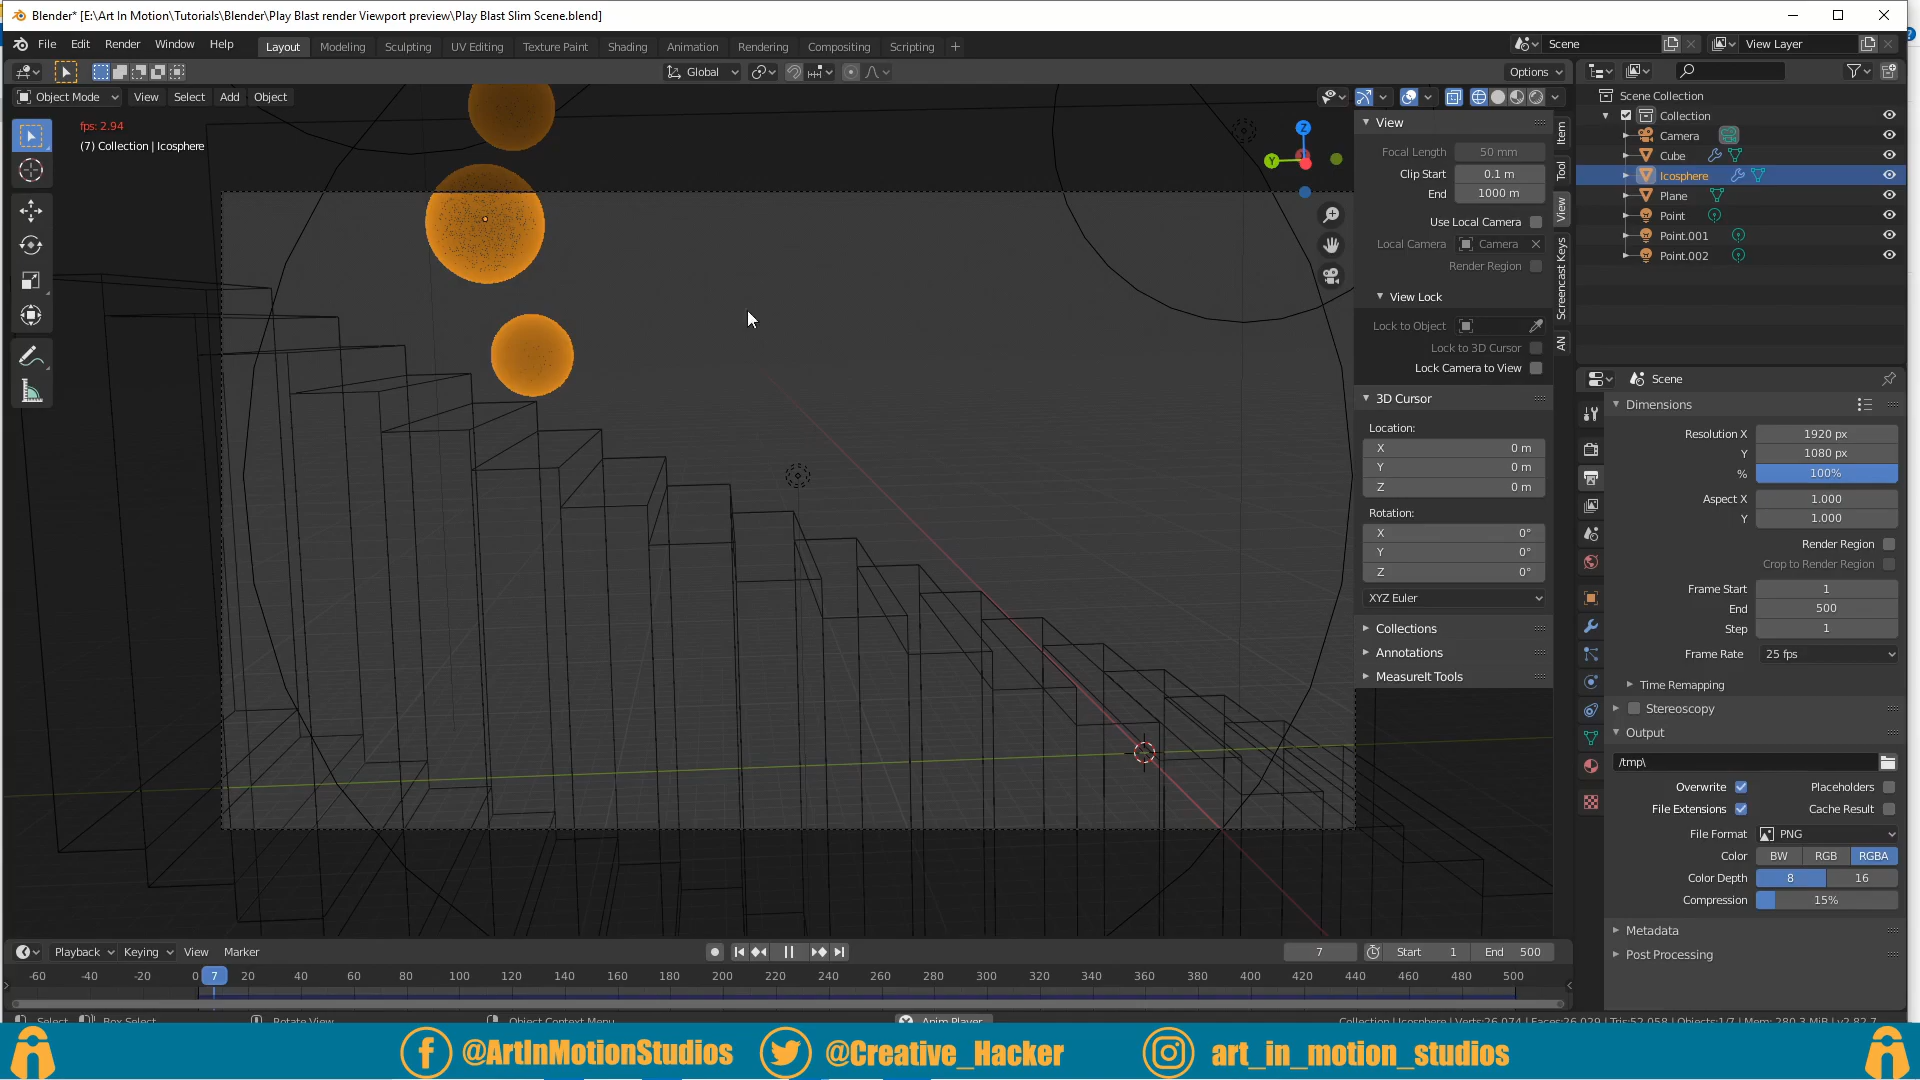 Blender* [E:\Art In Motion\Tutorials\Blender\Play Blast render Viewport preview\Play Blast Slim Scene.blend]
File Edit Render Window Help Layout Modeling Sculpting UV Editing Texture Paint Shading Animation Rendering Compositing Scripting + Scene View Layer
Global Options
Object Mode View Select Add Object
fps: 2.94
(7) Collection | Icosphere
Z
Y
View
Focal Length 50 mm
Clip Start 0.1 m
End 1000 m
Use Local Camera
Local Camera Camera
Render Region
View Lock
Lock to Object
Lock to 3D Cursor
Lock Camera to View
3D Cursor
Location:
X 0 m
Y 0 m
Z 0 m
Rotation:
X 0°
Y 0°
Z 0°
XYZ Euler
Collections
Annotations
MeasureIt Tools
Item
Tool
View
Screencast Keys
AN
Scene Collection
Collection
Camera
Cube
Icosphere
Plane
Point
Point.001
Point.002
Scene
Dimensions
Resolution X 1920 px
Y 1080 px
% 100%
Aspect X 1.000
Y 1.000
Render Region
Crop to Render Region
Frame Start 1
End 500
Step 1
Frame Rate 25 fps
Time Remapping
Stereoscopy
Output
/tmp\
Overwrite Placeholders
File Extensions Cache Result
File Format PNG
Color BW RGB RGBA
Color Depth 8 16
Compression 15%
Metadata
Post Processing
Playback Keying View Marker 7 Start 1 End 500
-60 -40 -20 0 7 20 40 60 80 100 120 140 160 180 200 220 240 260 280 300 320 340 360 380 400 420 440 460 480 500
Select Box Select Rotate View Object Context Menu Anim Player Collection | Icosphere | Verts:26,074 | Faces:26,029 | Tris:52,058 | Objects:1/7 | Mem: 280.3 MiB | v2.82.7
@ArtInMotionStudios @Creative_Hacker art_in_motion_studios